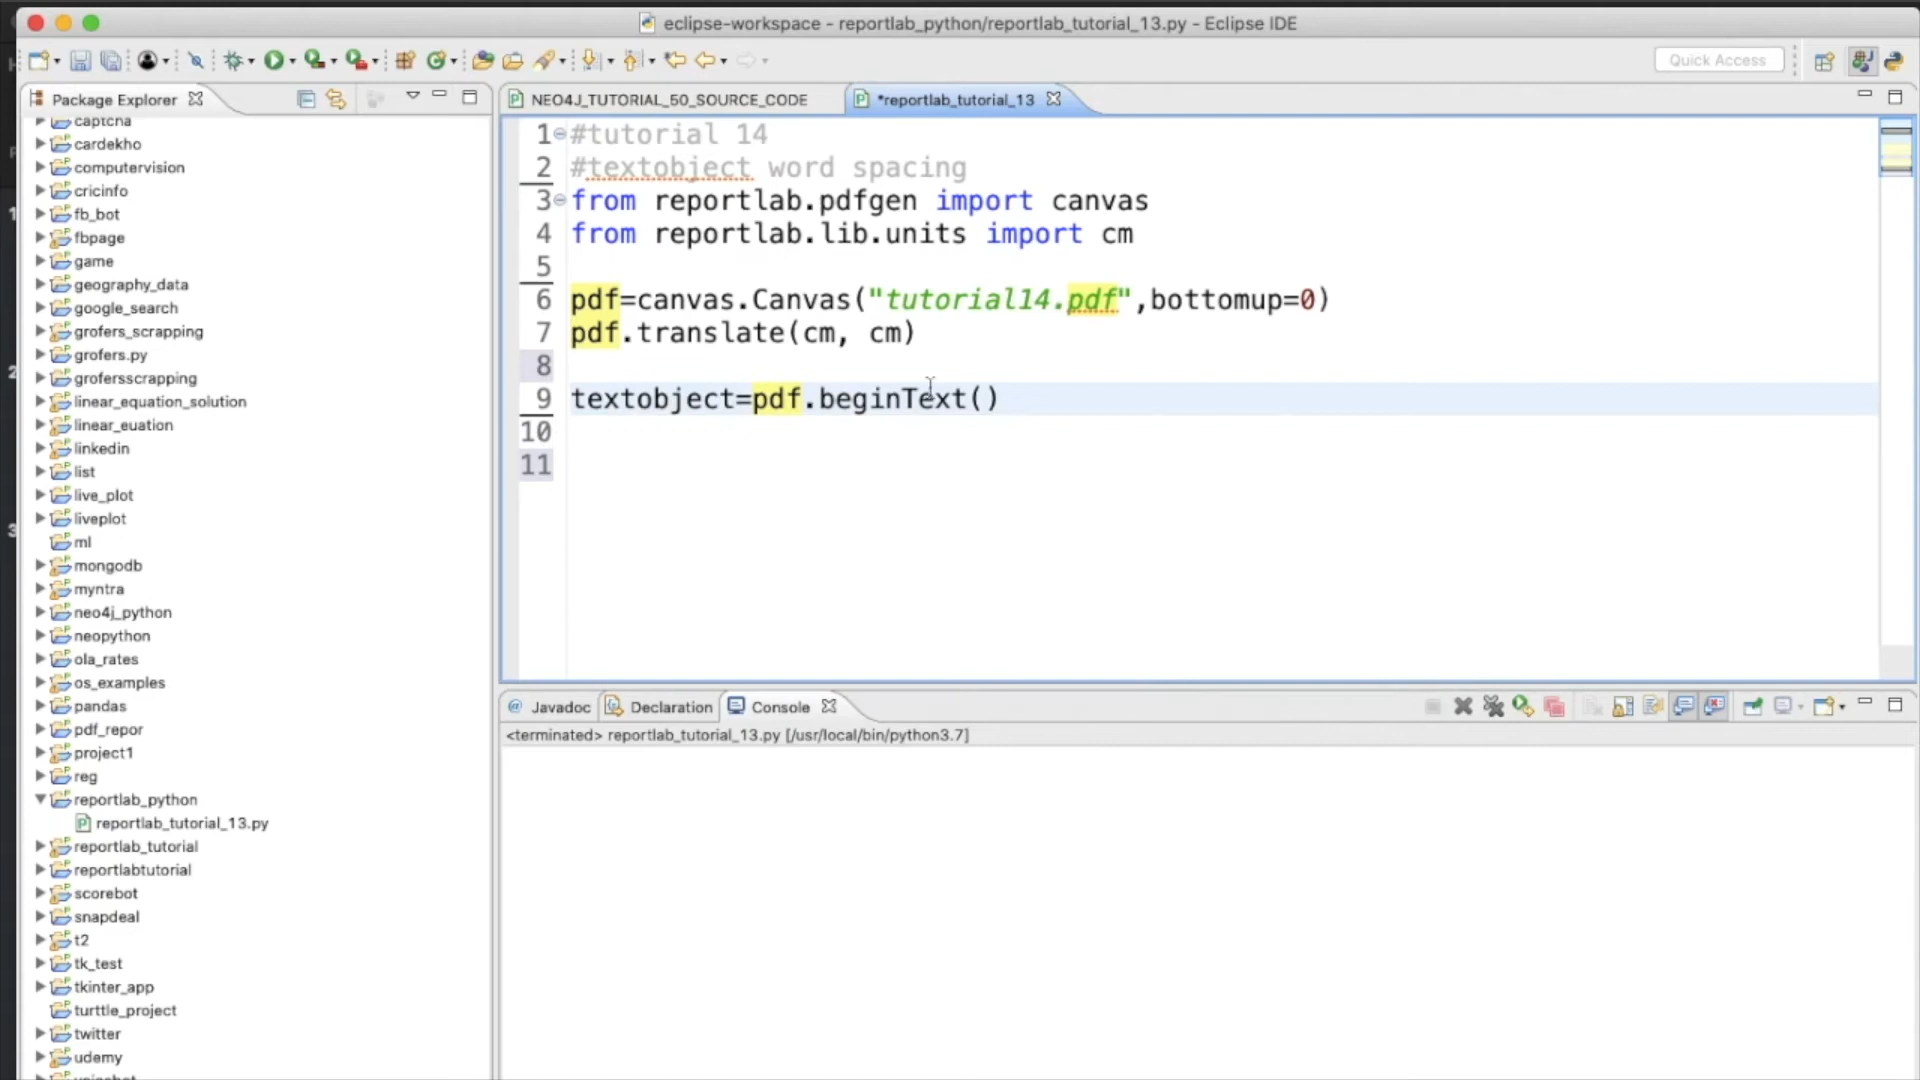 eclipse-workspace - reportlab_python/reportlab_tutorial_13.py - Eclipse IDE
Quick Access
Package Explorer
captcha
cardekho
computervision
cricinfo
fb_bot
fbpage
game
geography_data
google_search
grofers_scrapping
grofers.py
grofersscrapping
linear_equation_solution
linear_euation
linkedin
list
live_plot
liveplot
ml
mongodb
myntra
neo4j_python
neopython
ola_rates
os_examples
pandas
pdf_repor
project1
reg
reportlab_python
reportlab_tutorial_13.py
reportlab_tutorial
reportlabtutorial
scorebot
snapdeal
t2
tk_test
tkinter_app
turttle_project
twitter
udemy
NEO4J_TUTORIAL_50_SOURCE_CODE
*reportlab_tutorial_13
1 #tutorial 14
2 #textobject word spacing
3 from reportlab.pdfgen import canvas
4 from reportlab.lib.units import cm
5
6 pdf=canvas.Canvas("tutorial14.pdf",bottomup=0)
7 pdf.translate(cm, cm)
8
9 textobject=pdf.beginText()
10
11
Javadoc
Declaration
Console
<terminated> reportlab_tutorial_13.py [/usr/local/bin/python3.7]